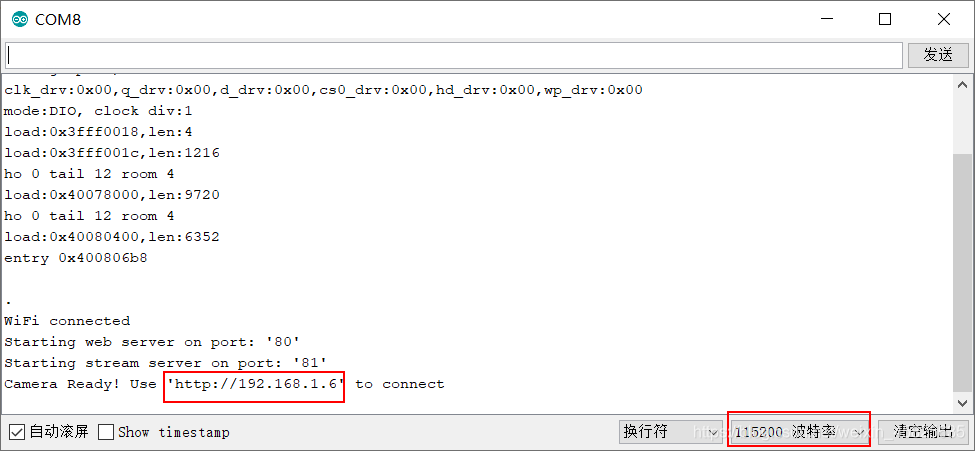 COM8
发送
clk_drv:0x00,q_drv:0x00,d_drv:0x00,cs0_drv:0x00,hd_drv:0x00,wp_drv:0x00
mode:DIO, clock div:1
load:0x3fff0018,len:4
load:0x3fff001c,len:1216
ho 0 tail 12 room 4
load:0x40078000,len:9720
ho 0 tail 12 room 4
load:0x40080400,len:6352
entry 0x400806b8
.
WiFi connected
Starting web server on port: '80'
Starting stream server on port: '81'
Camera Ready! Use 'http://192.168.1.6' to connect
自动滚屏 Show timestamp 换行符 115200 波特率 清空输出